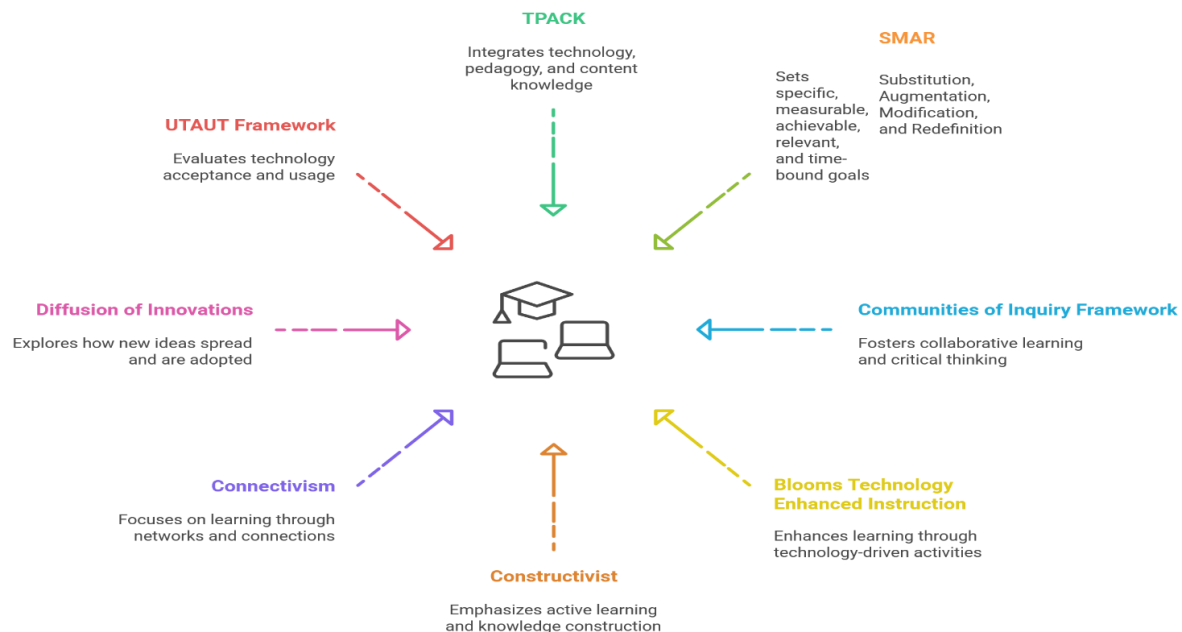 TPACK
Integrates technology,
pedagogy, and content
knowledge
SMAR
Sets
specific,
measurable,
achievable,
relevant,
and time-
bound goals
Substitution,
Augmentation,
Modification,
and Redefinition
UTAUT Framework
Evaluates technology
acceptance and usage
Diffusion of Innovations
Explores how new ideas spread
and are adopted
Communities of Inquiry Framework
Fosters collaborative learning
and critical thinking
Connectivism
Focuses on learning through
networks and connections
Blooms Technology
Enhanced Instruction
Enhances learning through
technology-driven activities
Constructivist
Emphasizes active learning
and knowledge construction